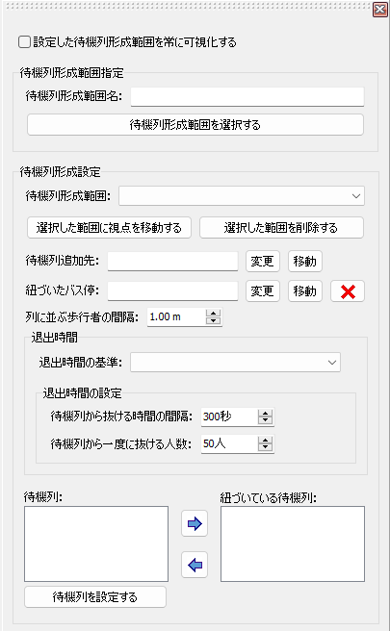 設定した待機列形成範囲を常に可視化する
待機列形成範囲指定
待機列形成範囲名:
待機列形成範囲を選択する
待機列形成設定
待機列形成範囲:
選択した範囲に視点を移動する 選択した範囲を削除する
待機列追加先: 変更 移動
紐づいたバス停: 変更 移動
列に並ぶ歩行者の間隔: 1.00 m
退出時間
退出時間の基準:
退出時間の設定
待機列から抜ける時間の間隔: 300秒
待機列から一度に抜ける人数: 50人
待機列: 紐づいている待機列:
待機列を設定する